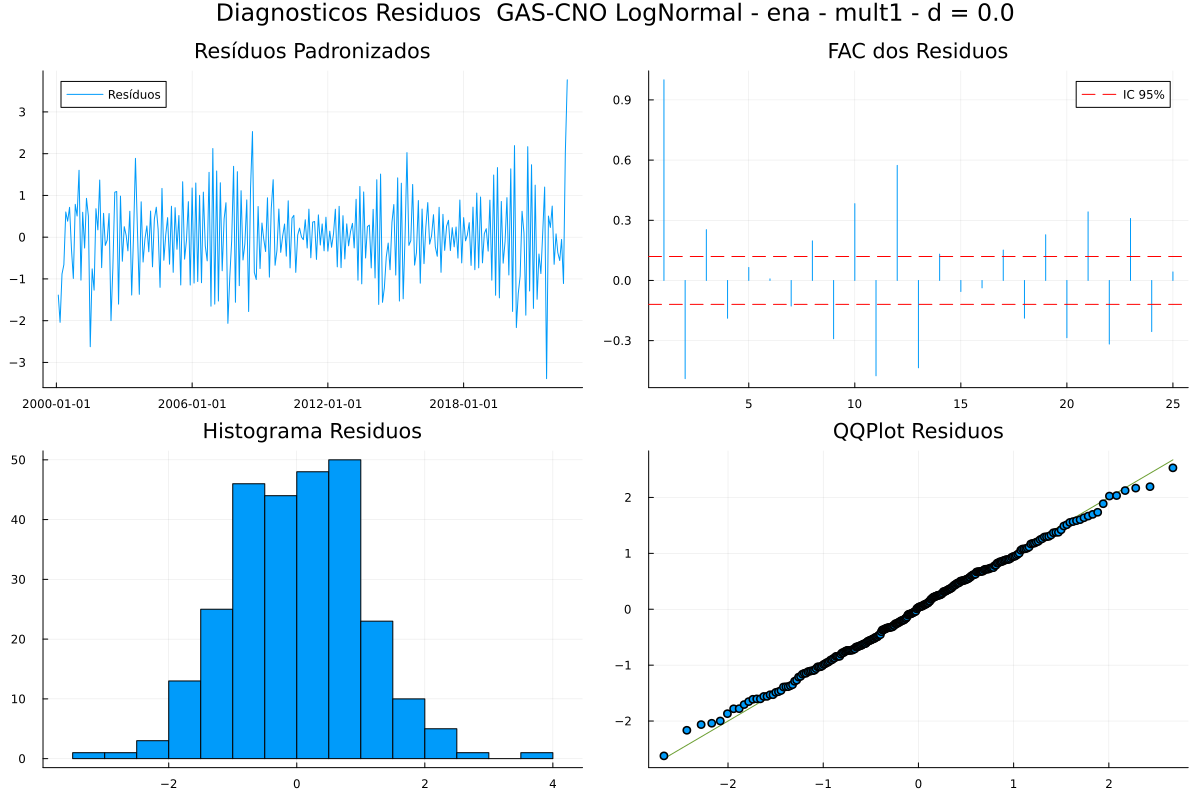 Diagnosticos Residuos  GAS-CNO LogNormal - ena - mult1 - d = 0.0
Resíduos Padronizados
Resíduos
3
2
1
0
−1
−2
−3
2000-01-01 2006-01-01 2012-01-01 2018-01-01
FAC dos Residuos
IC 95%
0.9
0.6
0.3
0.0
−0.3
5 10 15 20 25
Histograma Residuos
50
40
30
20
10
0
−2 0 2 4
QQPlot Residuos
2
1
0
−1
−2
−2 −1 0 1 2